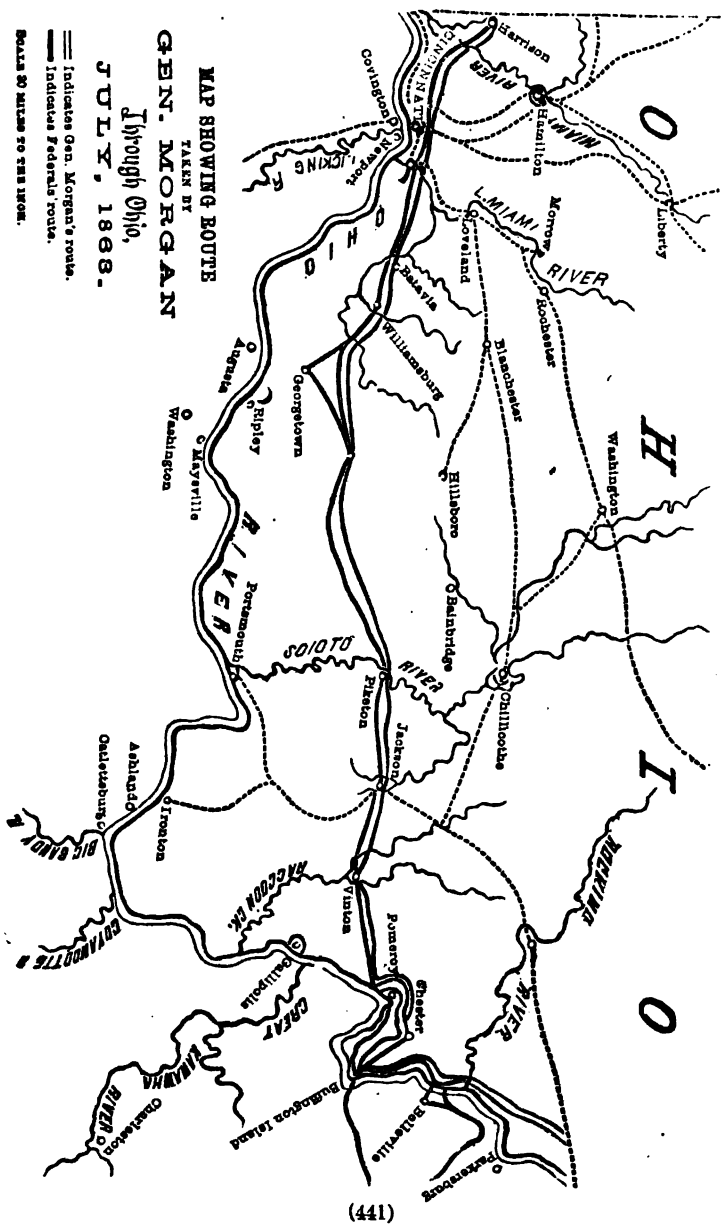 MAP SHOWING ROUTE
TAKEN BY
GEN. MORGAN
Through Ohio,
JULY, 1863.
Indicates Gen. Morgan's route.
Indicates Federals route.
SCALE 30 MILES TO THE INCH.
O H I O
Harrison
CINCINNATI
RIVER
MIAMI
Hamilton
Liberty
Covington
Newport
LICKING R.
L. MIAMI
RIVER
Loveland
Morrow
Rochester
Batavia
Williamsburg
Blanchester
Georgetown
OHIO
RIVER
Augusta
Ripley
Washington
Maysville
Hillsboro
Washington
Bainbridge
Chillicothe
SOIOTO
RIVER
Portsmouth
Piketon
Jackson
Ashland
Catlettsburg
Ironton
BIG SANDY R.
RACCOON CK.
Vinton
Pomeroy
Chester
HOCKING
RIVER
Gallipolis
GREAT
KANAWHA
RIVER
Charleston
Buffington Island
Belleville
Parkersburg
(441)